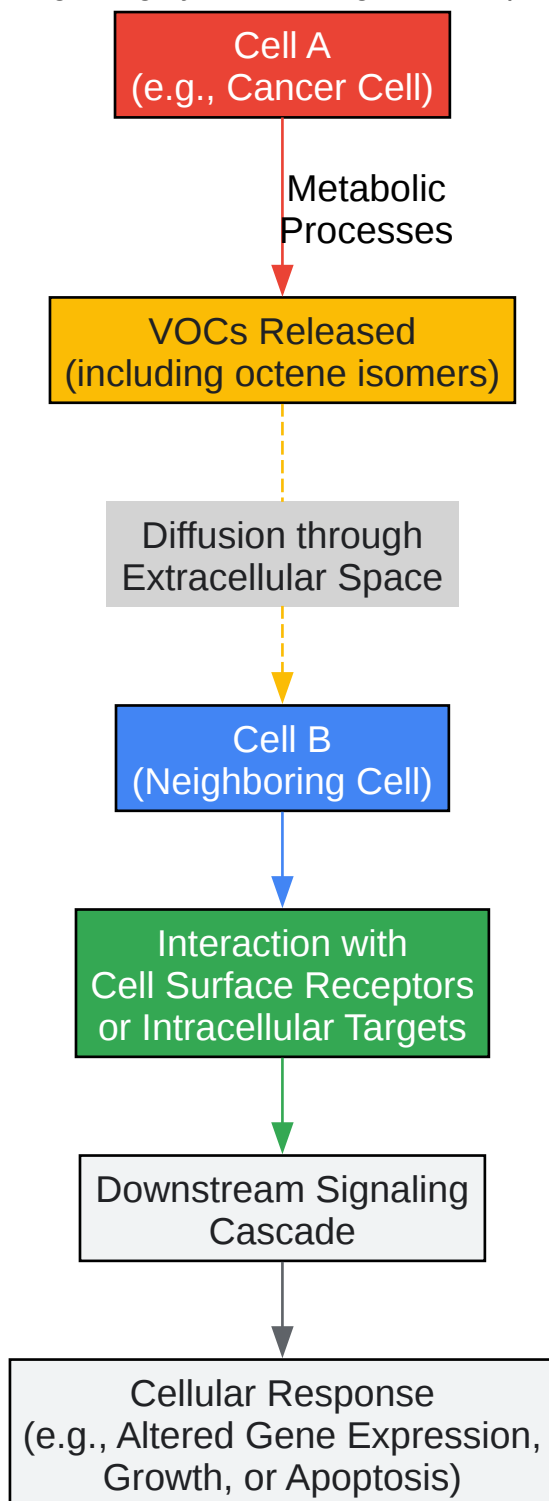 Cell A
(e.g., Cancer Cell)
Metabolic
Processes
VOCs Released
(including octene isomers)
Diffusion through
Extracellular Space
Cell B
(Neighboring Cell)
Interaction with
Cell Surface Receptors
or Intracellular Targets
Downstream Signaling
Cascade
Cellular Response
(e.g., Altered Gene Expression,
Growth, or Apoptosis)